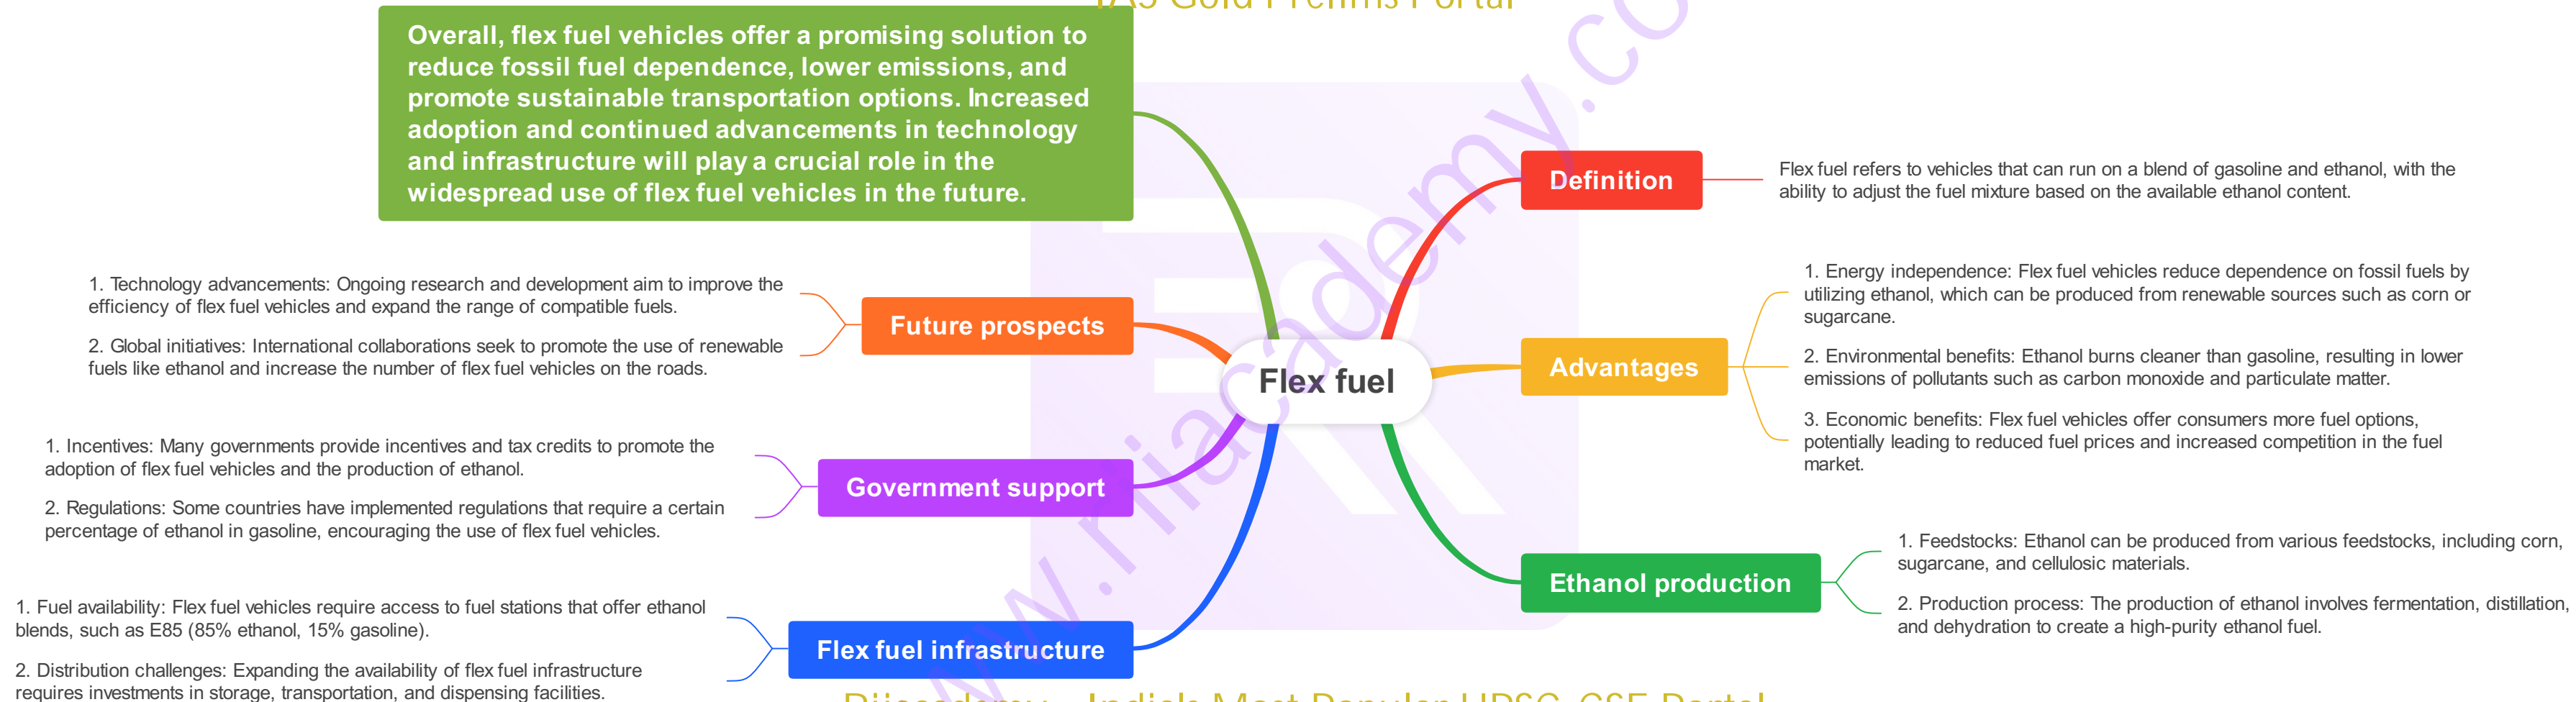 IAS Gold Prelims Portal
Overall, flex fuel vehicles offer a promising solution to
reduce fossil fuel dependence, lower emissions, and
promote sustainable transportation options. Increased
adoption and continued advancements in technology
and infrastructure will play a crucial role in the
widespread use of flex fuel vehicles in the future.
1. Technology advancements: Ongoing research and development aim to improve the
efficiency of flex fuel vehicles and expand the range of compatible fuels.
2. Global initiatives: International collaborations seek to promote the use of renewable
fuels like ethanol and increase the number of flex fuel vehicles on the roads.
Future prospects
1. Incentives: Many governments provide incentives and tax credits to promote the
adoption of flex fuel vehicles and the production of ethanol.
2. Regulations: Some countries have implemented regulations that require a certain
percentage of ethanol in gasoline, encouraging the use of flex fuel vehicles.
Government support
1. Fuel availability: Flex fuel vehicles require access to fuel stations that offer ethanol
blends, such as E85 (85% ethanol, 15% gasoline).
2. Distribution challenges: Expanding the availability of flex fuel infrastructure
requires investments in storage, transportation, and dispensing facilities.
Flex fuel infrastructure
Flex fuel
Definition
Flex fuel refers to vehicles that can run on a blend of gasoline and ethanol, with the
ability to adjust the fuel mixture based on the available ethanol content.
Advantages
1. Energy independence: Flex fuel vehicles reduce dependence on fossil fuels by
utilizing ethanol, which can be produced from renewable sources such as corn or
sugarcane.
2. Environmental benefits: Ethanol burns cleaner than gasoline, resulting in lower
emissions of pollutants such as carbon monoxide and particulate matter.
3. Economic benefits: Flex fuel vehicles offer consumers more fuel options,
potentially leading to reduced fuel prices and increased competition in the fuel
market.
Ethanol production
1. Feedstocks: Ethanol can be produced from various feedstocks, including corn,
sugarcane, and cellulosic materials.
2. Production process: The production of ethanol involves fermentation, distillation,
and dehydration to create a high-purity ethanol fuel.
w.rijacademy.co
Rijacademy - India's Most Popular UPSC-CSE Portal